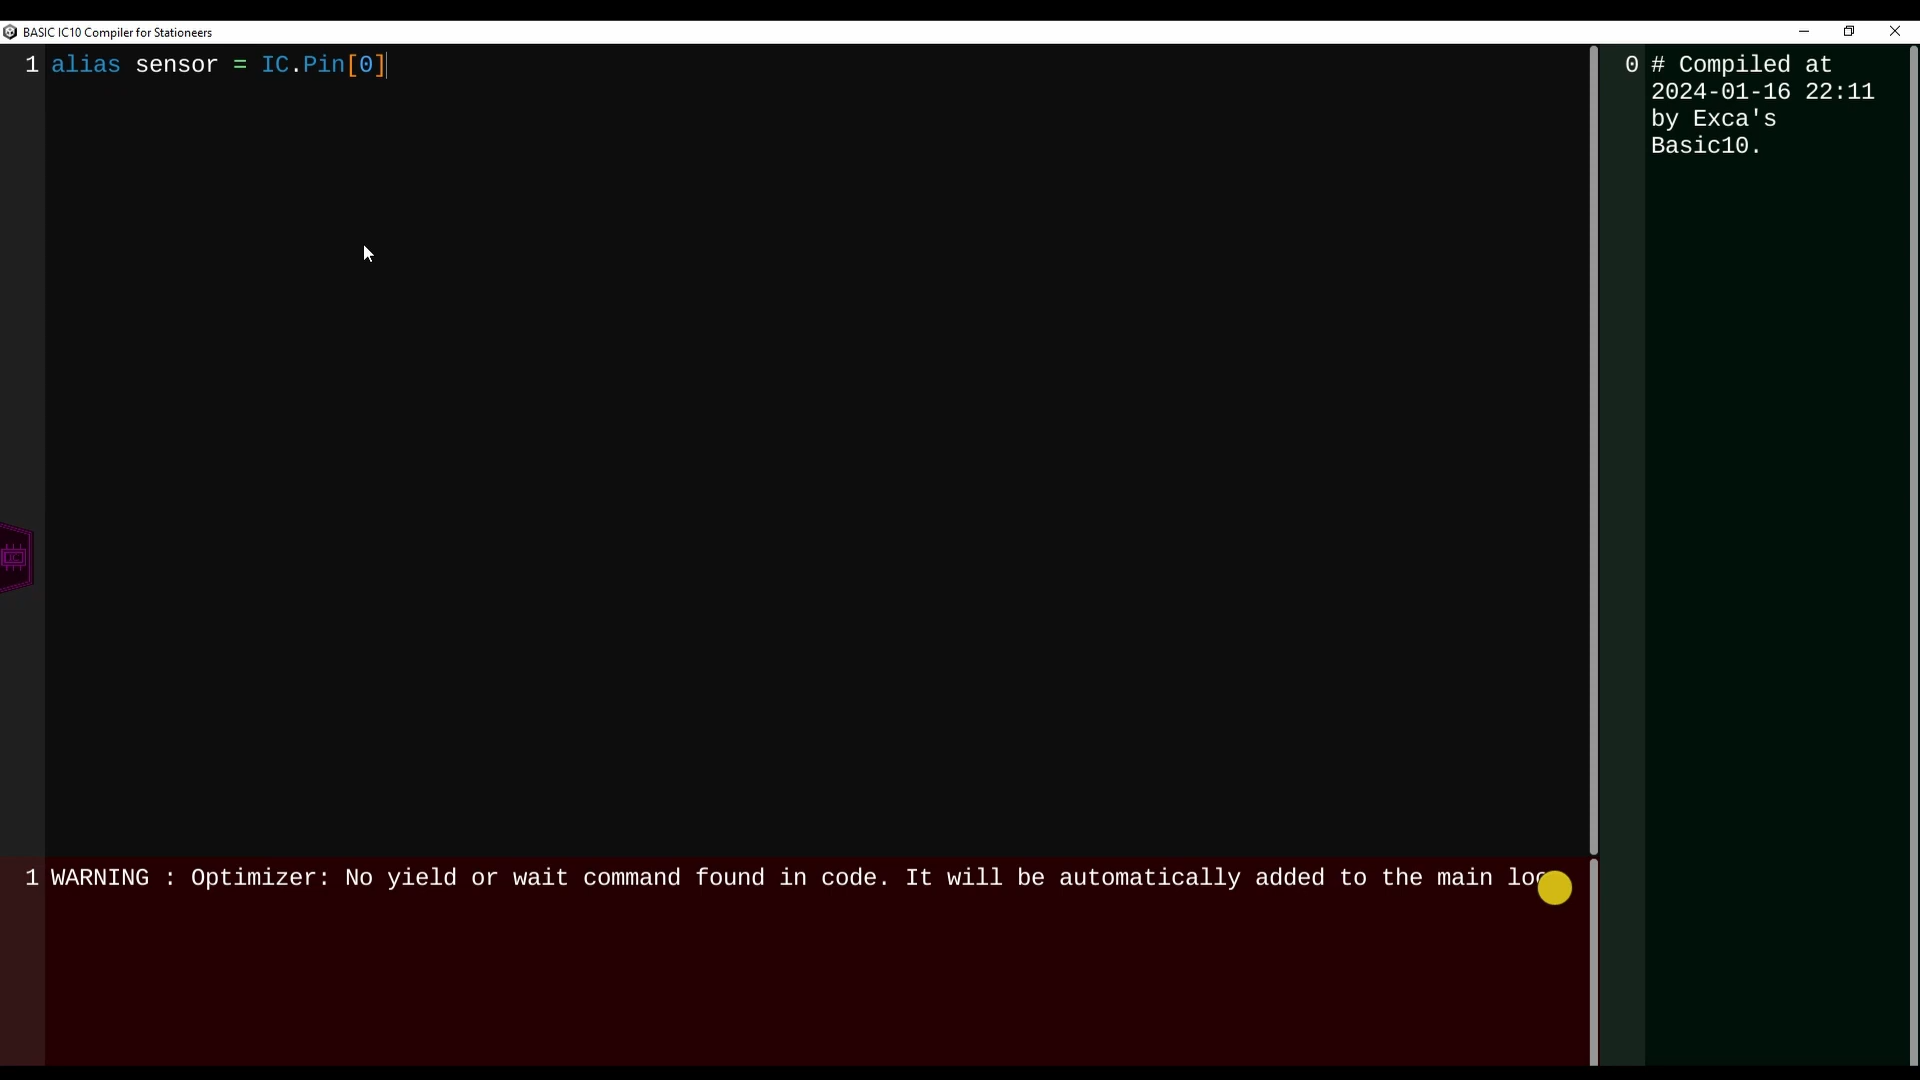 BASIC IC10 Compiler for Stationeers
1 alias sensor = IC.Pin[0]
0 # Compiled at
2024-01-16 22:11
by Exca's
Basic10.
1 WARNING : Optimizer: No yield or wait command found in code. It will be automatically added to the main